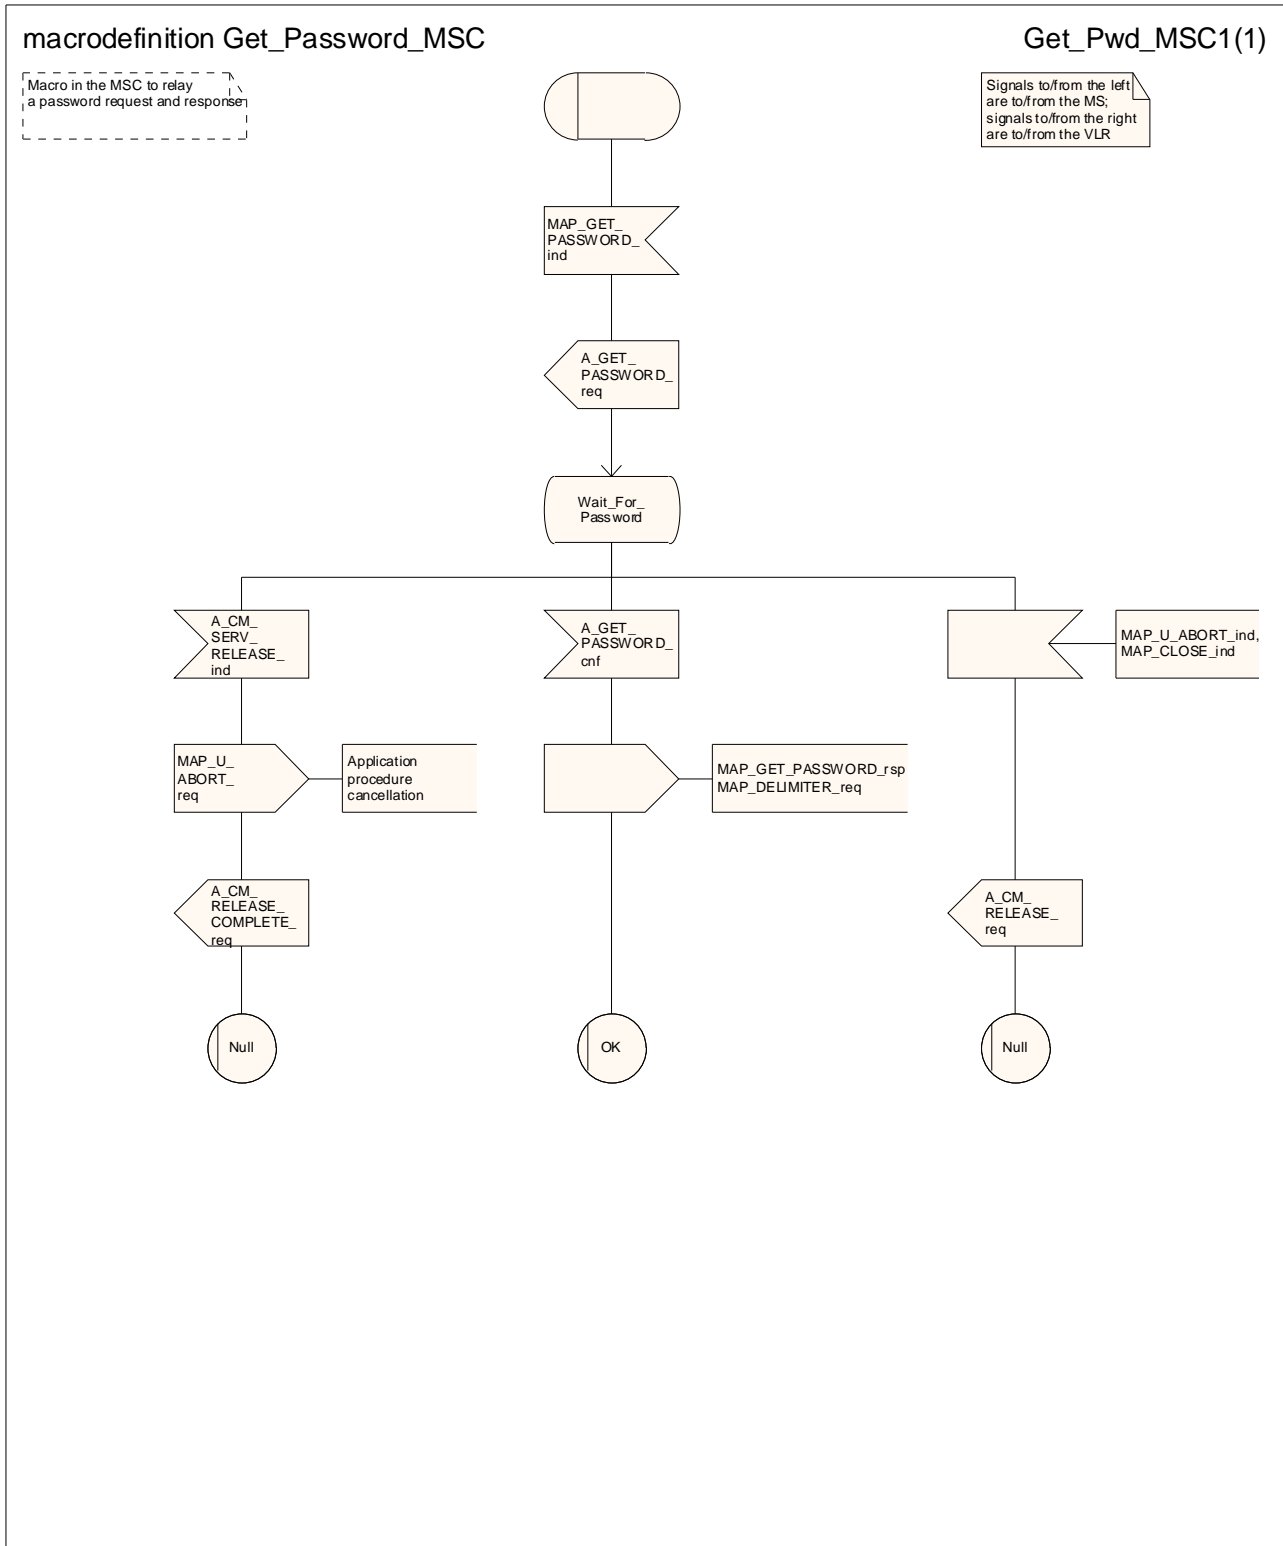 macrodefinition Get_Password_MSC
Get_Pwd_MSC1(1)
Macro in the MSC to relay
a password request and response
Signals to/from the left
are to/from the MS;
signals to/from the right
are to/from the VLR
MAP_GET_
PASSWORD_
ind
A_GET_
PASSWORD_
req
Wait_For_
Password
A_CM_
SERV_
RELEASE_
ind
A_GET_
PASSWORD_
cnf
MAP_U_ABORT_ind,
MAP_CLOSE_ind
MAP_U_
ABORT_
req
Application
procedure
cancellation
MAP_GET_PASSWORD_rsp
MAP_DELIMITER_req
A_CM_
RELEASE_
COMPLETE_
req
A_CM_
RELEASE_
req
Null
OK
Null